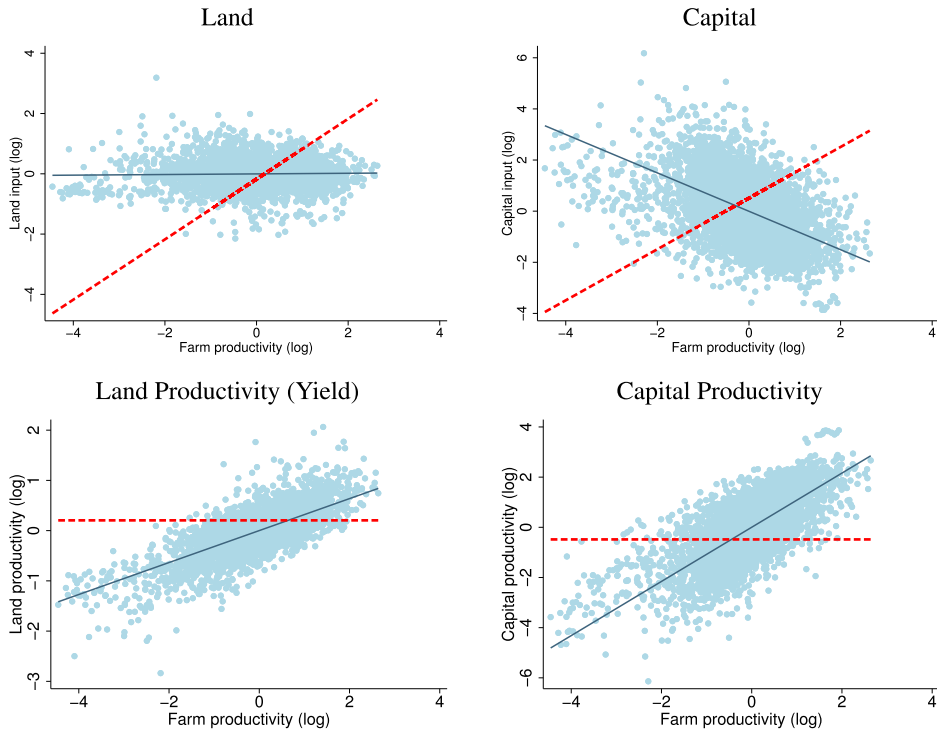 Land
Capital
Land input (log)
4
2
0
−2
−4
−4 −2 0 2 4
Farm productivity (log)
Capital input (log)
6
4
2
0
−2
−4
−4 −2 0 2 4
Farm productivity (log)
Land Productivity (Yield)
Capital Productivity
Land productivity (log)
2
1
0
−1
−2
−3
−4 −2 0 2 4
Farm productivity (log)
Capital productivity (log)
4
2
0
−2
−4
−6
−4 −2 0 2 4
Farm productivity (log)